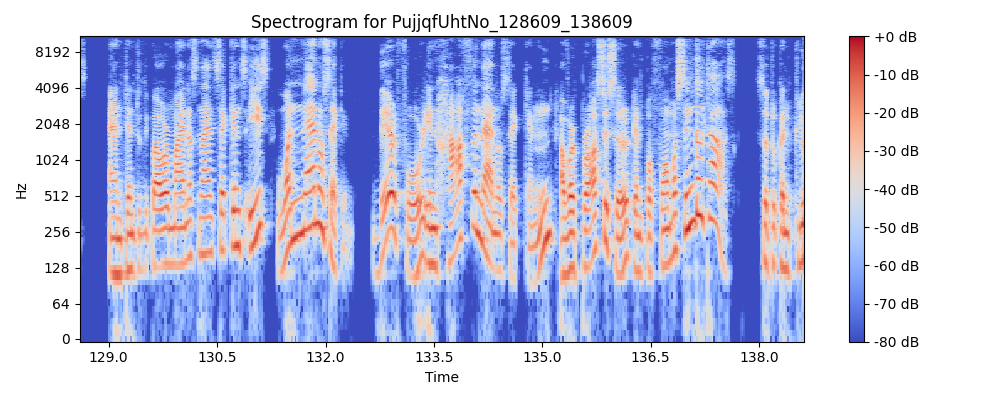 Spectrogram for PujjqfUhtNo_128609_138609
Hz
8192
4096
2048
1024
512
256
128
64
0
129.0 130.5 132.0 133.5 135.0 136.5 138.0
Time
+0 dB
-10 dB
-20 dB
-30 dB
-40 dB
-50 dB
-60 dB
-70 dB
-80 dB